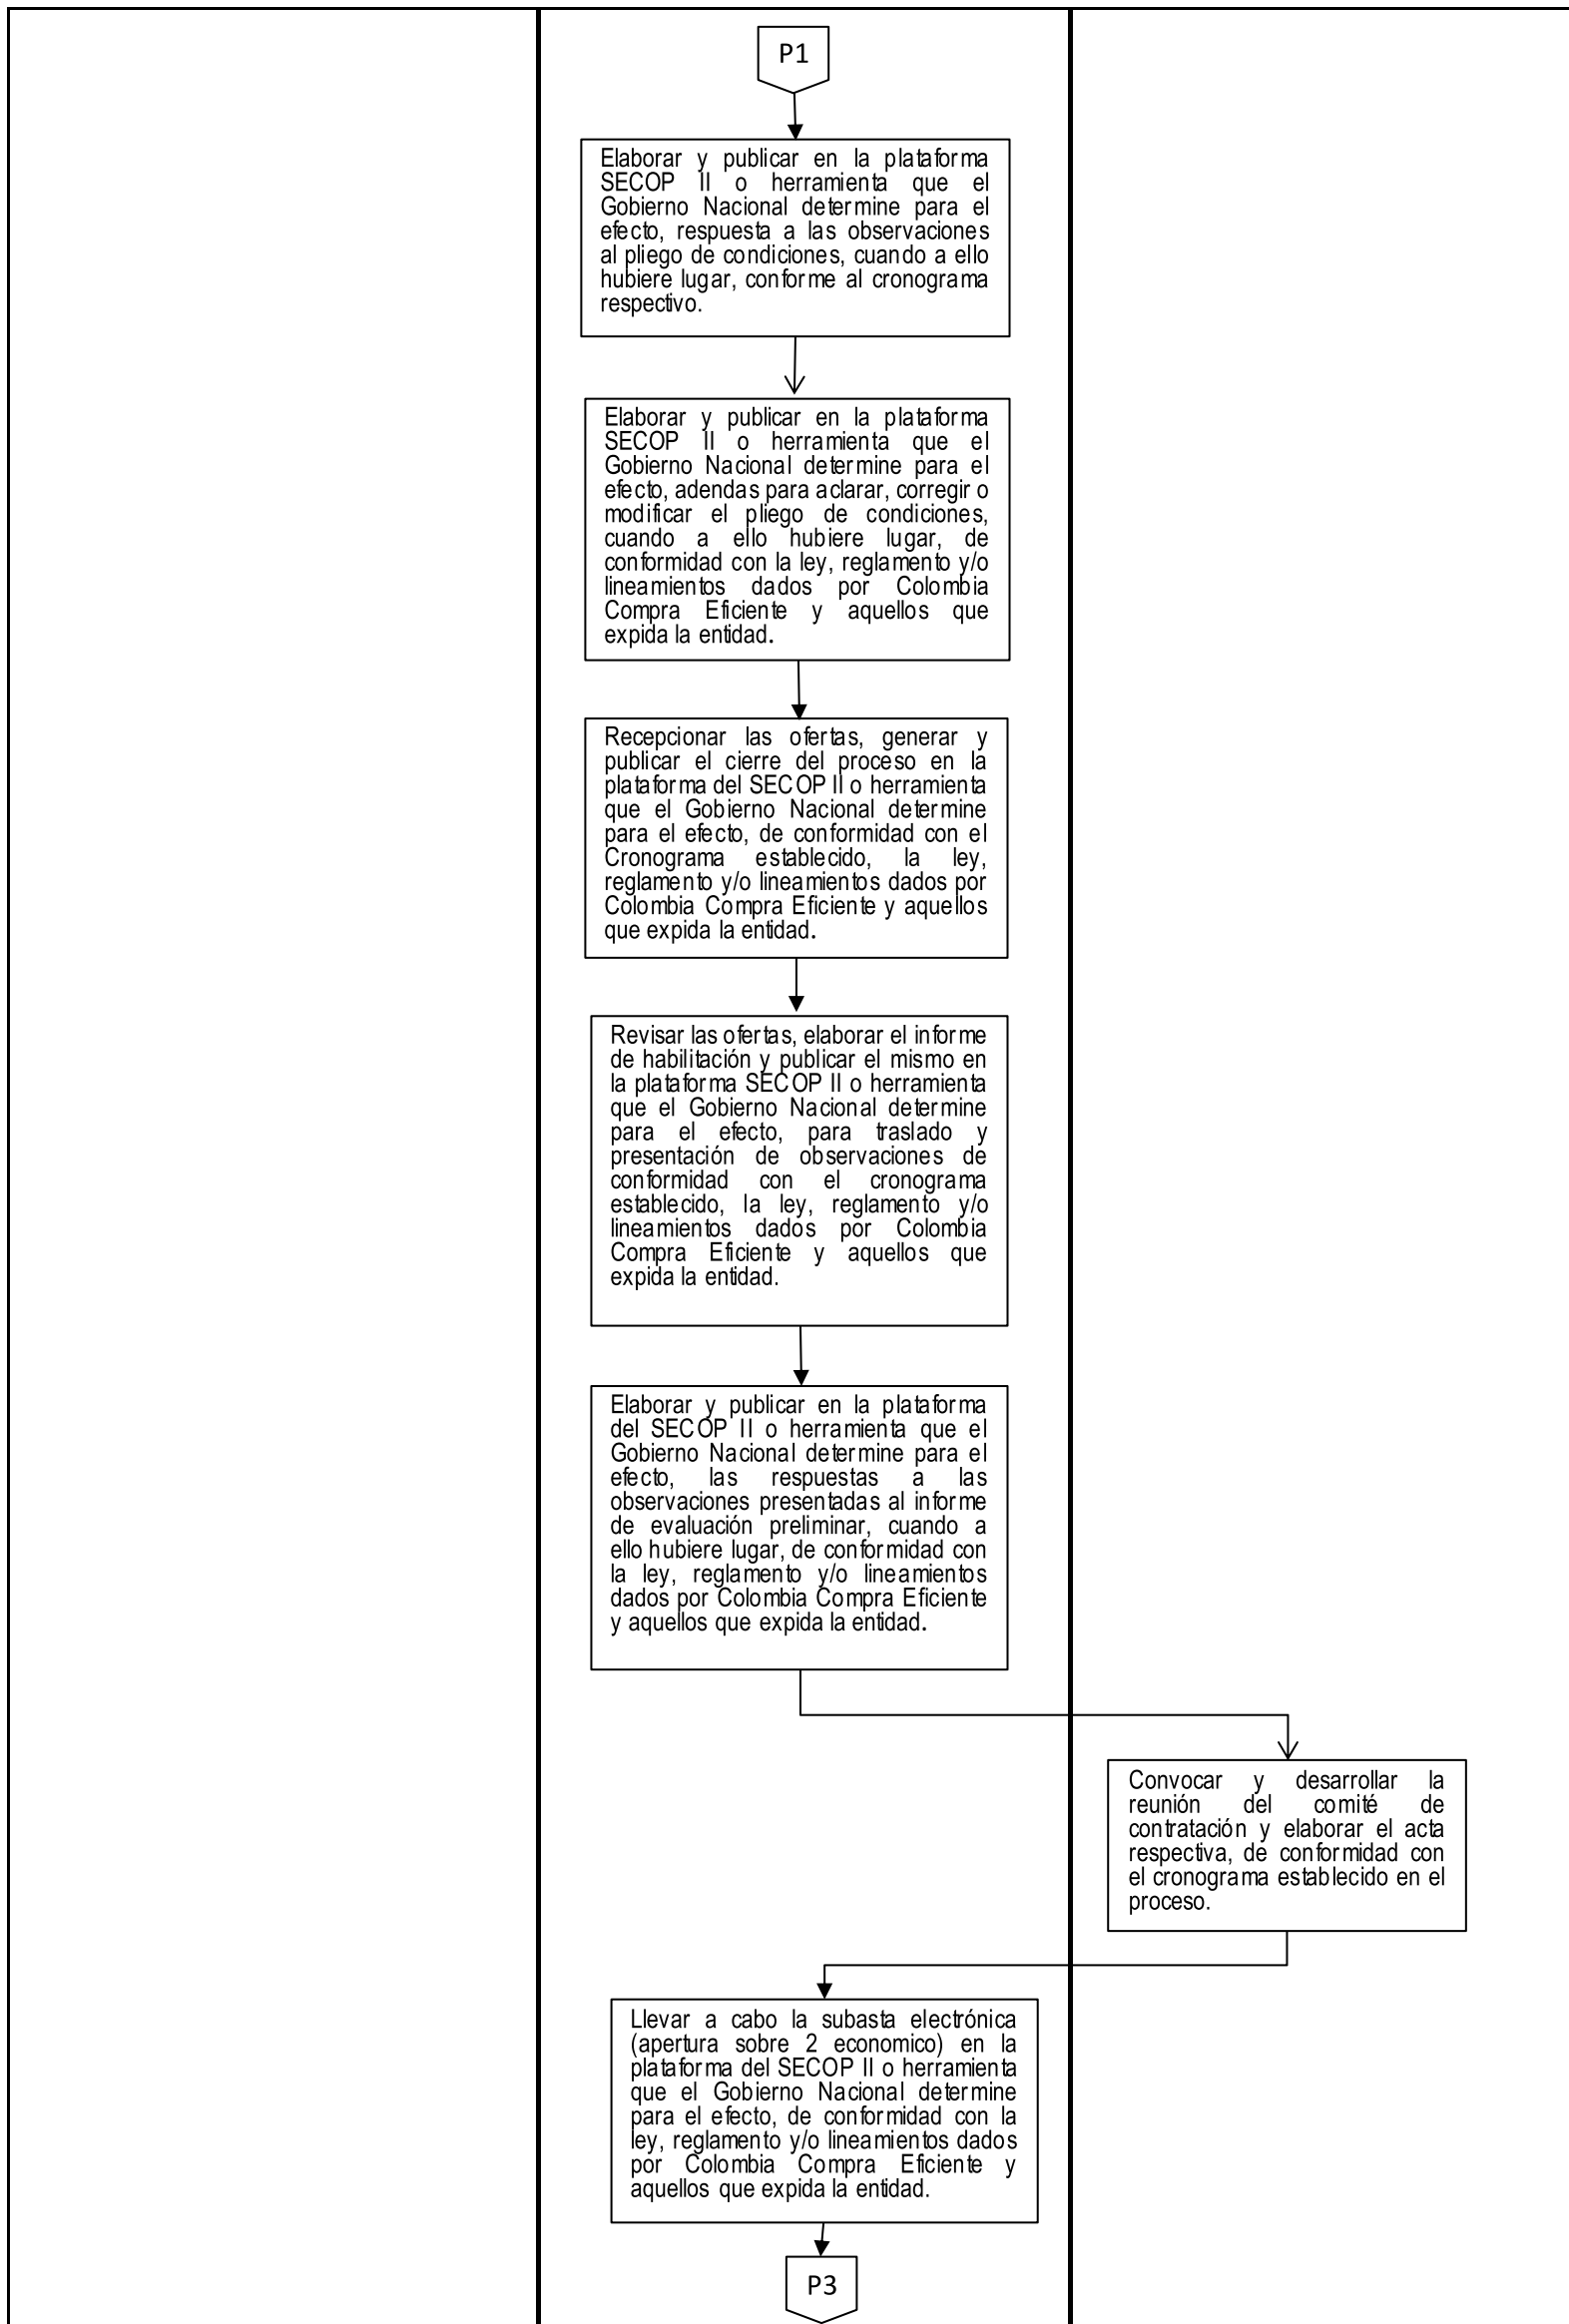 P1
Elaborar y publicar en la plataforma
SECOP II o herramienta que el
Gobierno Nacional determine para el
efecto, respuesta a las observaciones
al pliego de condiciones, cuando a ello
hubiere lugar, conforme al cronograma
respectivo.
Elaborar y publicar en la plataforma
SECOP II o herramienta que el
Gobierno Nacional determine para el
efecto, adendas para aclarar, corregir o
modificar el pliego de condiciones,
cuando a ello hubiere lugar, de
conformidad con la ley, reglamento y/o
lineamientos dados por Colombia
Compra Eficiente y aquellos que
expida la entidad.
Recepcionar las ofertas, generar y
publicar el cierre del proceso en la
plataforma del SECOP II o herramienta
que el Gobierno Nacional determine
para el efecto, de conformidad con el
Cronograma establecido, la ley,
reglamento y/o lineamientos dados por
Colombia Compra Eficiente y aquellos
que expida la entidad.
Revisar las ofertas, elaborar el informe
de habilitación y publicar el mismo en
la plataforma SECOP II o herramienta
que el Gobierno Nacional determine
para el efecto, para traslado y
presentación de observaciones de
conformidad con el cronograma
establecido, la ley, reglamento y/o
lineamientos dados por Colombia
Compra Eficiente y aquellos que
expida la entidad.
Elaborar y publicar en la plataforma
del SECOP II o herramienta que el
Gobierno Nacional determine para el
efecto, las respuestas a las
observaciones presentadas al informe
de evaluación preliminar, cuando a
ello hubiere lugar, de conformidad con
la ley, reglamento y/o lineamientos
dados por Colombia Compra Eficiente
y aquellos que expida la entidad.
Convocar y desarrollar la
reunión del comité de
contratación y elaborar el acta
respectiva, de conformidad con
el cronograma establecido en el
proceso.
Llevar a cabo la subasta electrónica
(apertura sobre 2 economico) en la
plataforma del SECOP II o herramienta
que el Gobierno Nacional determine
para el efecto, de conformidad con la
ley, reglamento y/o lineamientos dados
por Colombia Compra Eficiente y
aquellos que expida la entidad.
P3